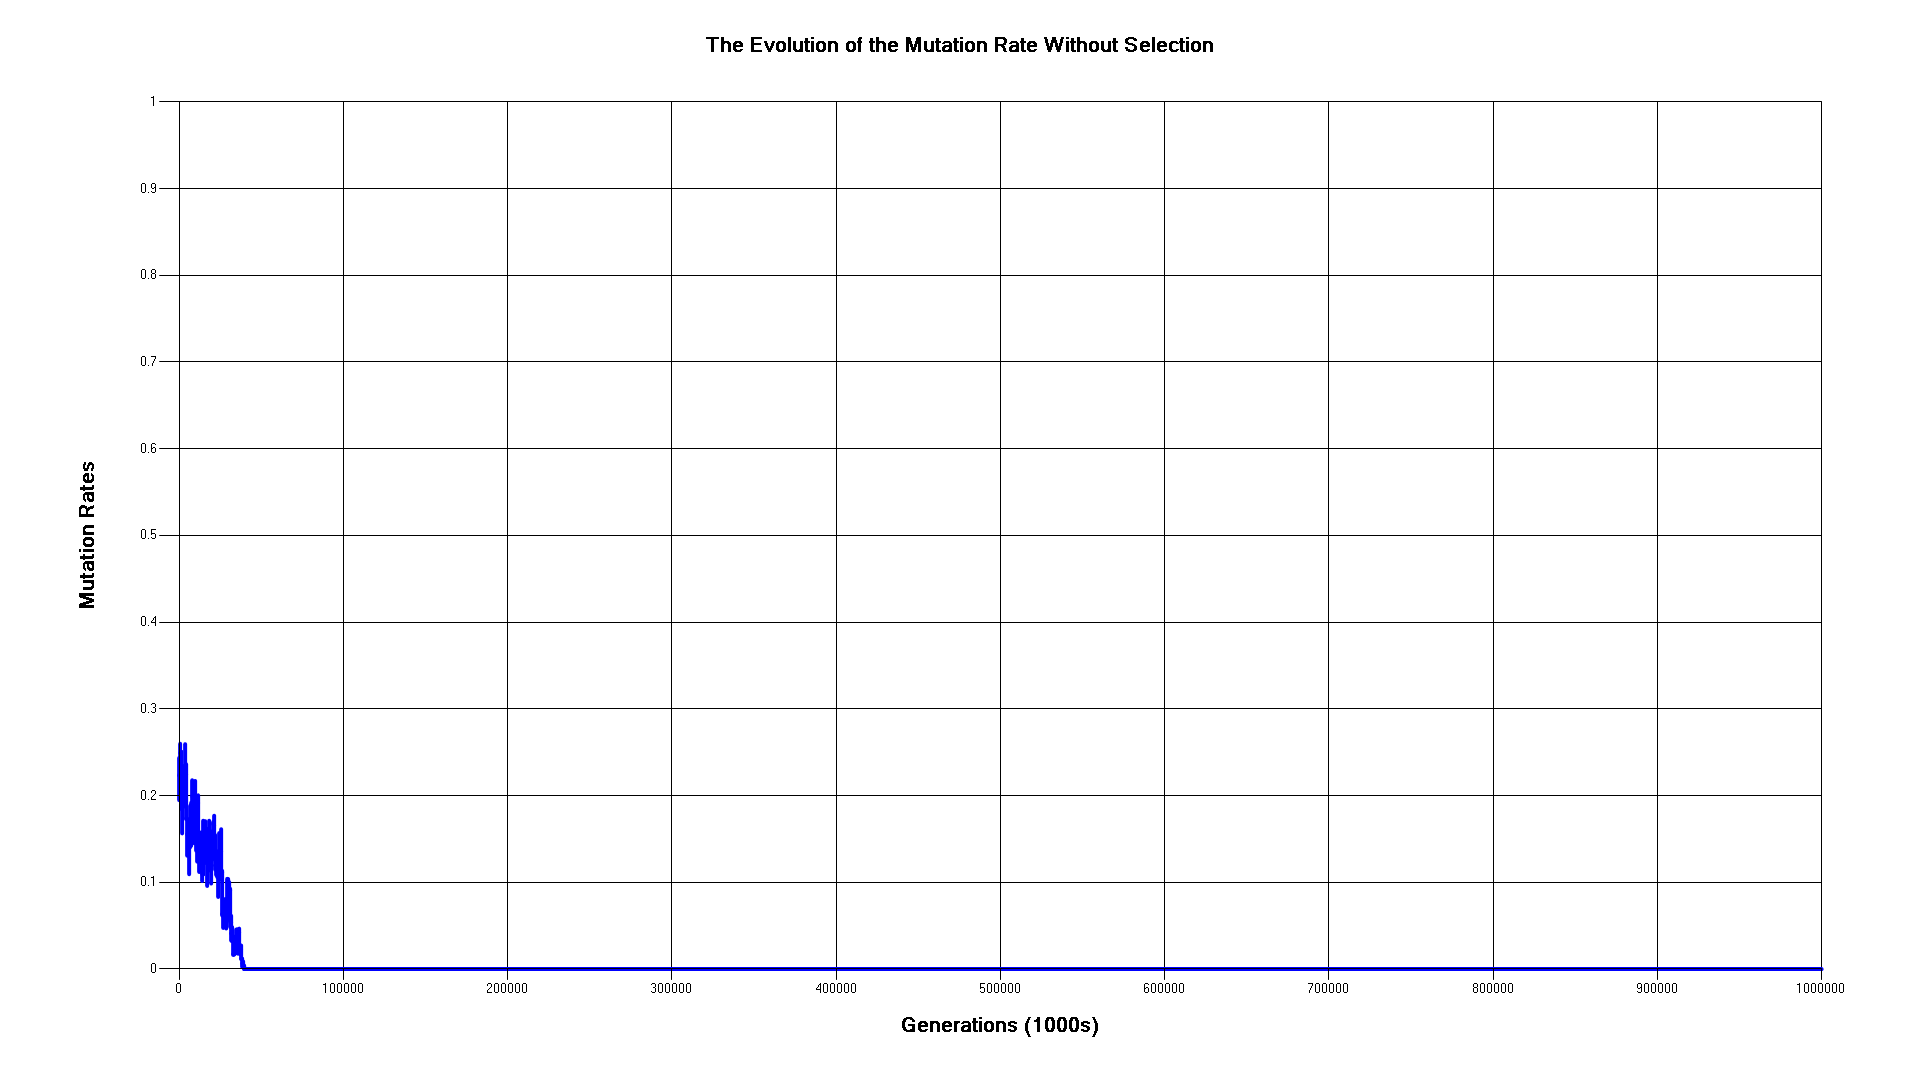 The Evolution of the Mutation Rate Without Selection
1
0.9
0.8
0.7
0.6
0.5
0.4
0.3
0.2
0.1
0
Mutation Rates
0 100000 200000 300000 400000 500000 600000 700000 800000 900000 1000000
Generations (1000s)